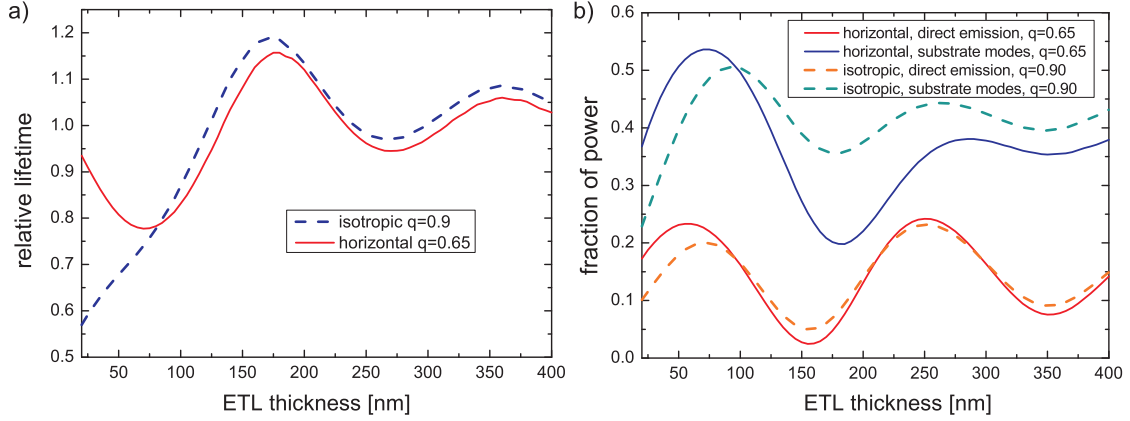 a)
1.2
1.1
1.0
0.9
0.8
0.7
0.6
0.5
relative lifetime
isotropic q=0.9
horizontal q=0.65
50 100 150 200 250 300 350 400
ETL thickness [nm]
b)
0.6
0.5
0.4
0.3
0.2
0.1
0.0
fraction of power
horizontal, direct emission, q=0.65
horizontal, substrate modes, q=0.65
isotropic, direct emission, q=0.90
isotropic, substrate modes, q=0.90
50 100 150 200 250 300 350 400
ETL thickness [nm]